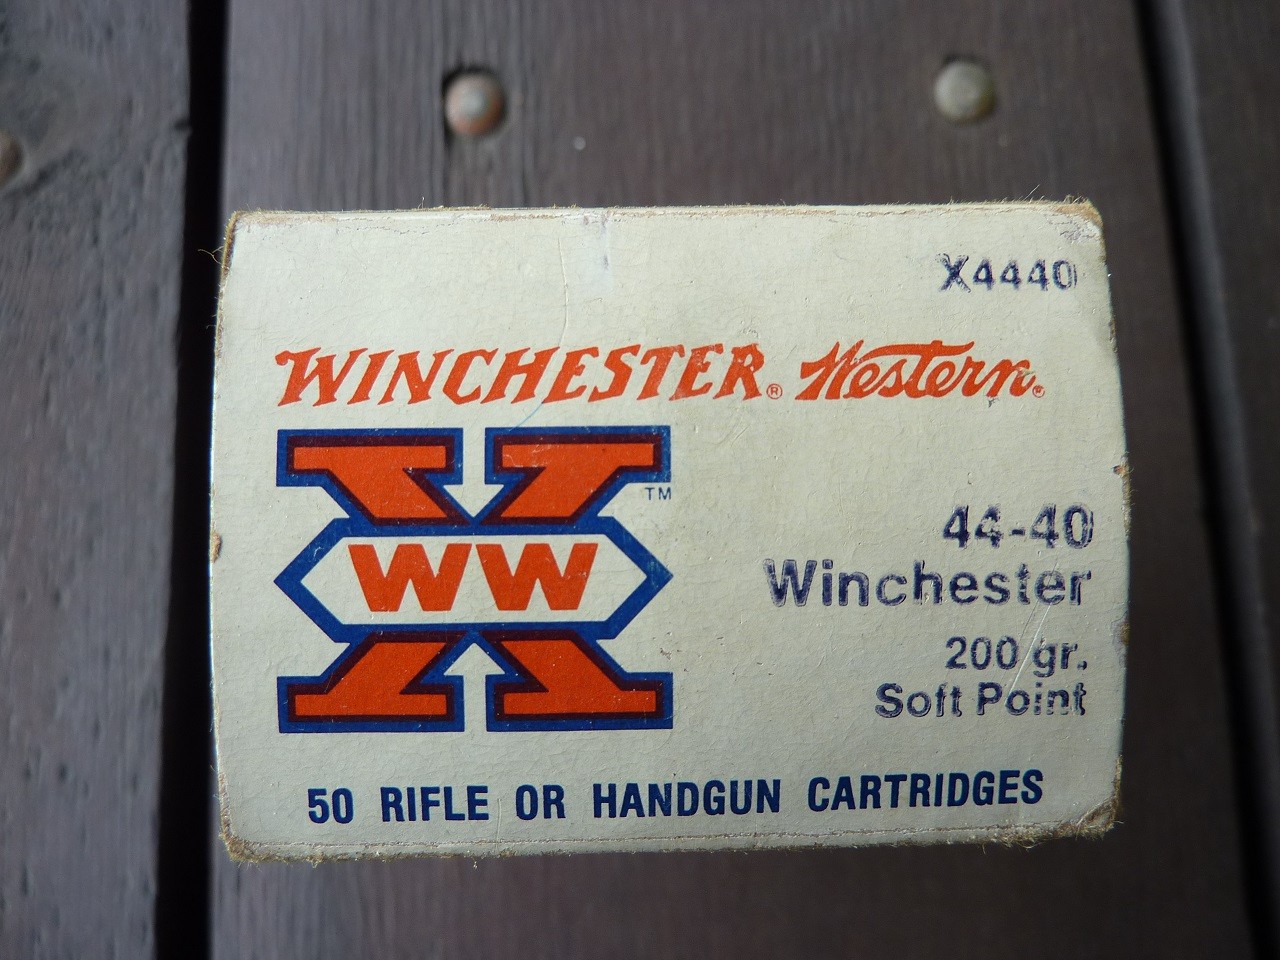 X4440
WINCHESTER® Western®
TM
WW
44-40
Winchester
200 gr.
Soft Point
50 RIFLE OR HANDGUN CARTRIDGES